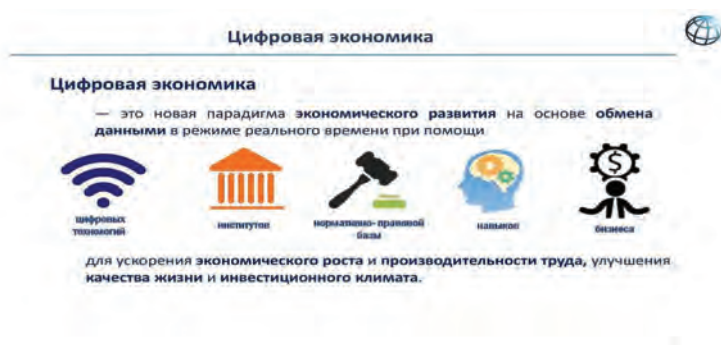 Цифровая экономика
Цифровая экономика
— это новая парадигма экономического развития на основе обмена
данными в режиме реального времени при помощи
цифровых
технологий
институтов
нормативно- правовой
базы
навыков
бизнеса
$
для ускорения экономического роста и производительности труда, улучшения
качества жизни и инвестиционного климата.